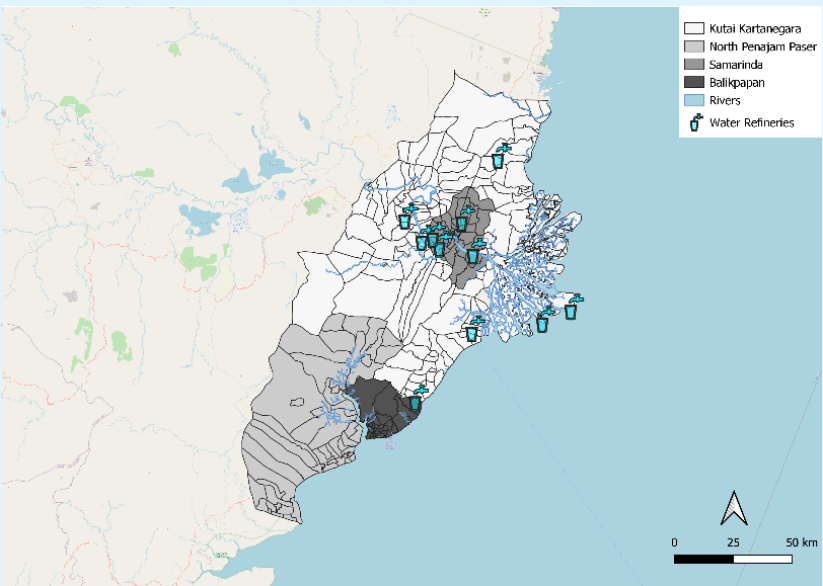 Kutai Kartanegara
North Penajam Paser
Samarinda
Balikpapan
Rivers
Water Refineries
0 25 50 km